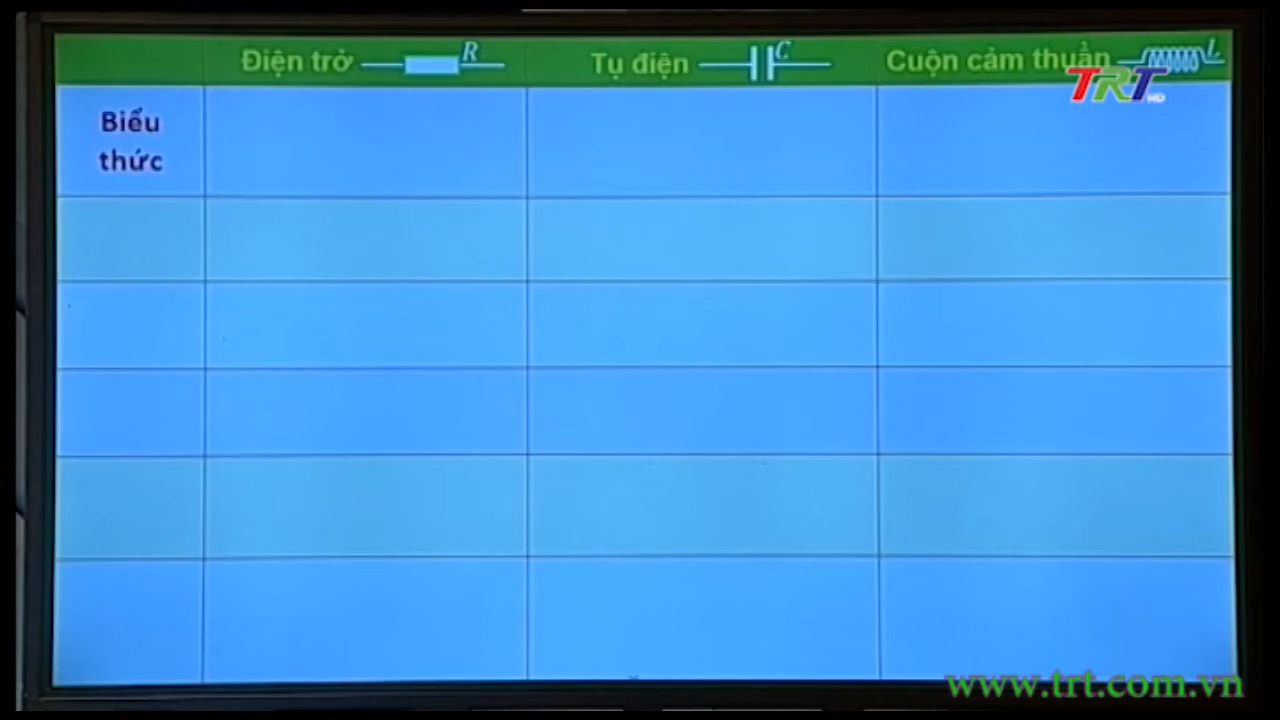 Điện trở R
Tụ điện C
Cuộn cảm thuần L
TRT HD
Biểu
thức
www.trt.com.vn